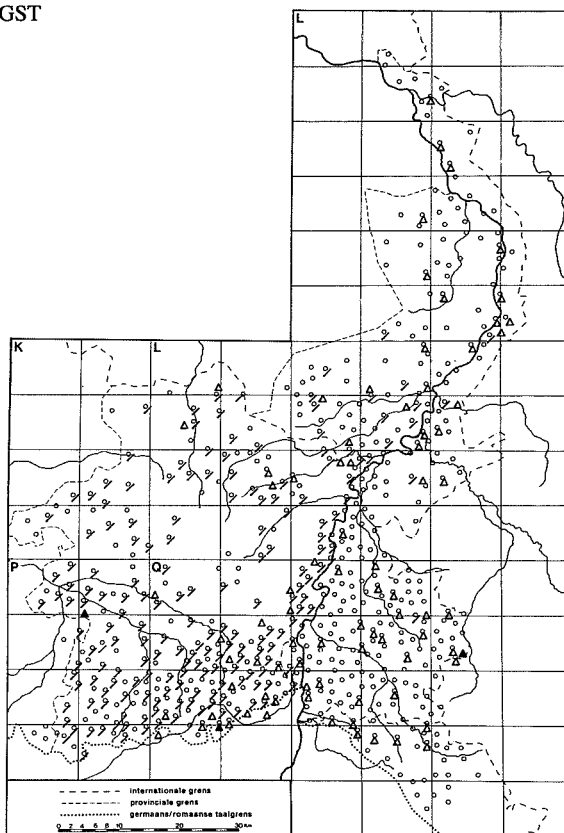 GST
L
K
L
P
Q
internationale grens
provinciale grens
germaans/romaanse taalgrens
0 2 4 6 8 10 20 30 Km